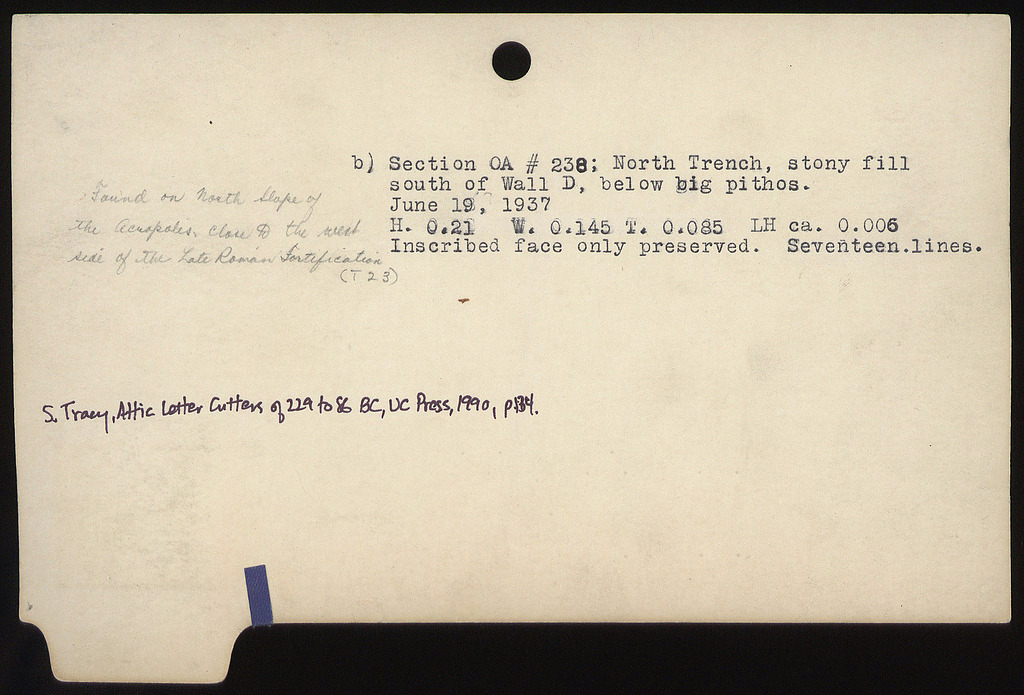 b) Section OA # 238; North Trench, stony fill
south of Wall D, below big pithos.
June 19, 1937
H. 0.21 W. 0.145 T. 0.085 LH ca. 0.006
Inscribed face only preserved. Seventeen.lines.
Found on North Slope of
the Acropolis, close to the west
side of the Late Roman Fortification
(T 23)
S. Tracy, Attic Letter Cutters of 229 to 86 BC, UC Press, 1990, p 134.